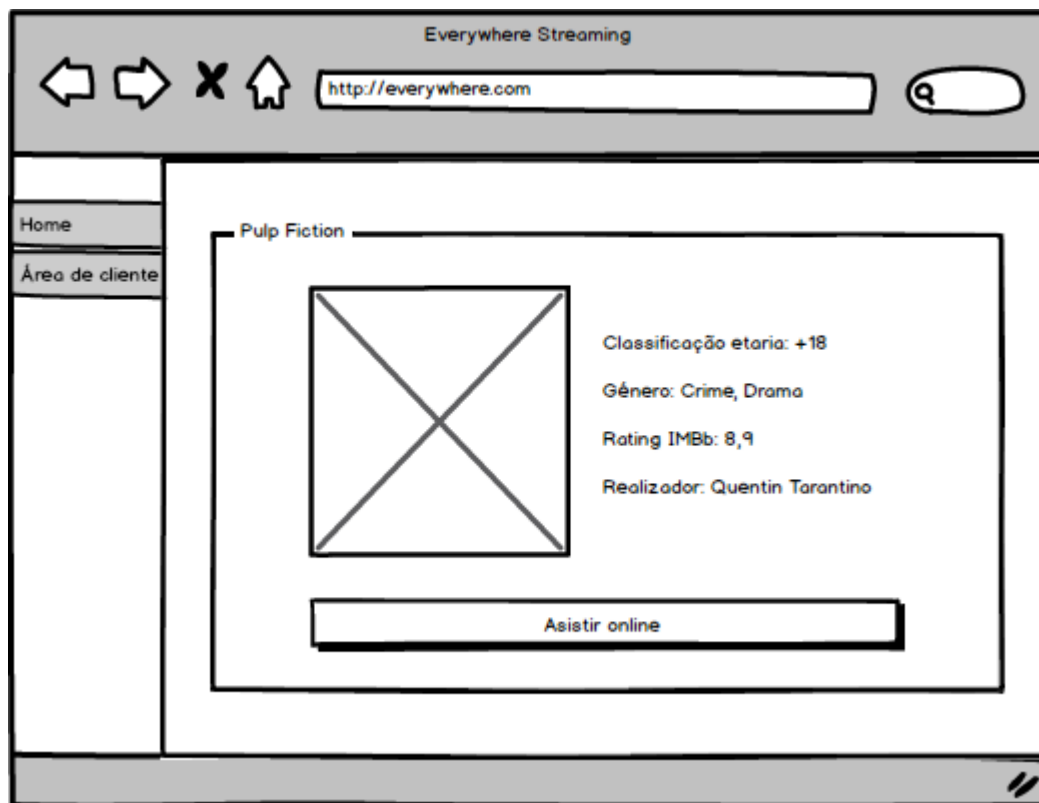 Everywhere Streaming
http://everywhere.com
Home
Área de cliente
Pulp Fiction
Classificação etaria: +18
Género: Crime, Drama
Rating IMBb: 8,9
Realizador: Quentin Tarantino
Asistir online